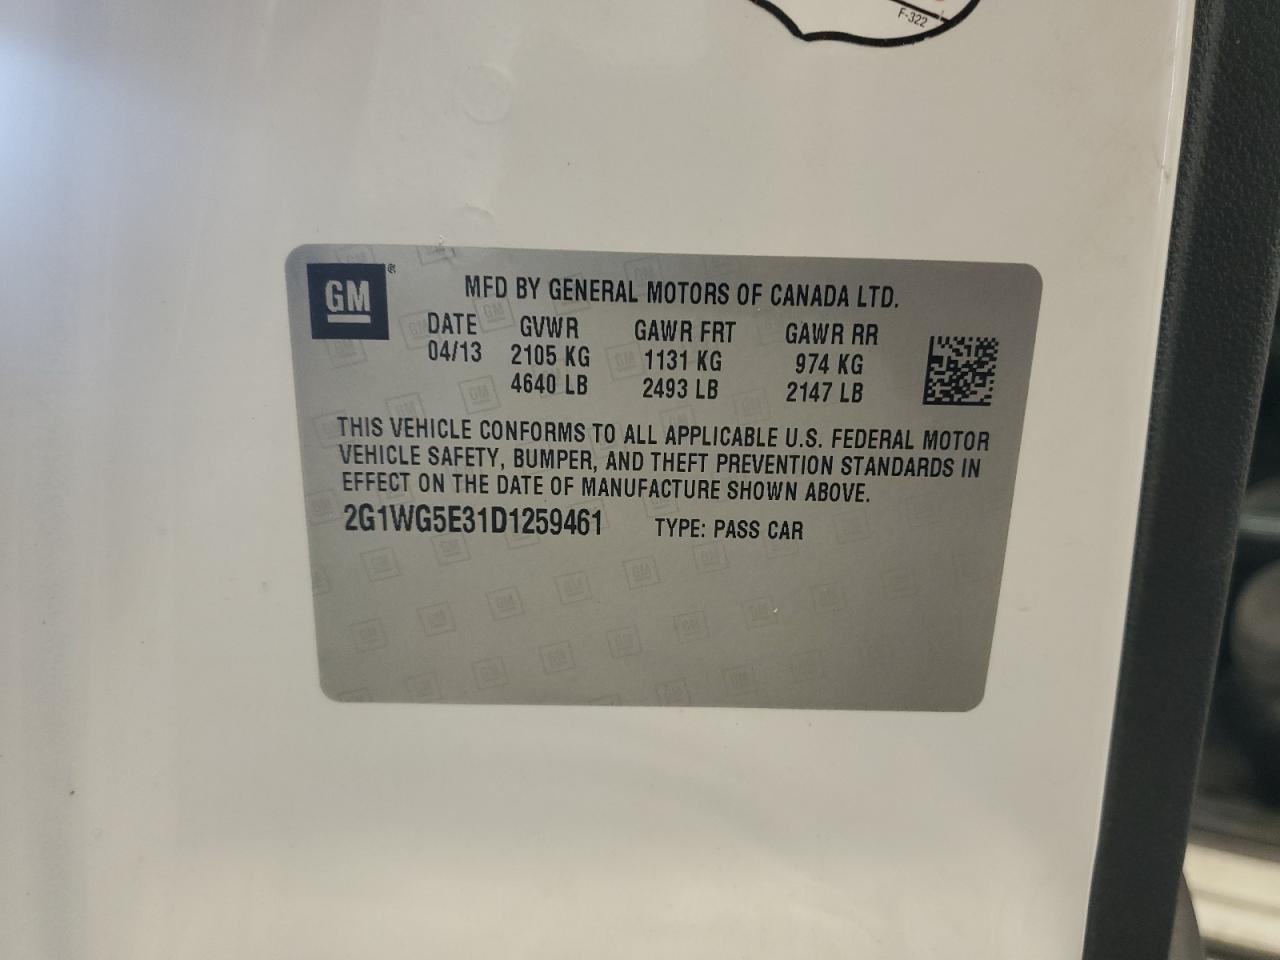 F-322
GM®
MFD BY GENERAL MOTORS OF CANADA LTD.
DATE GVWR GAWR FRT GAWR RR
04/13 2105 KG 1131 KG 974 KG
4640 LB 2493 LB 2147 LB
THIS VEHICLE CONFORMS TO ALL APPLICABLE U.S. FEDERAL MOTOR
VEHICLE SAFETY, BUMPER, AND THEFT PREVENTION STANDARDS IN
EFFECT ON THE DATE OF MANUFACTURE SHOWN ABOVE.
2G1WG5E31D1259461 TYPE: PASS CAR